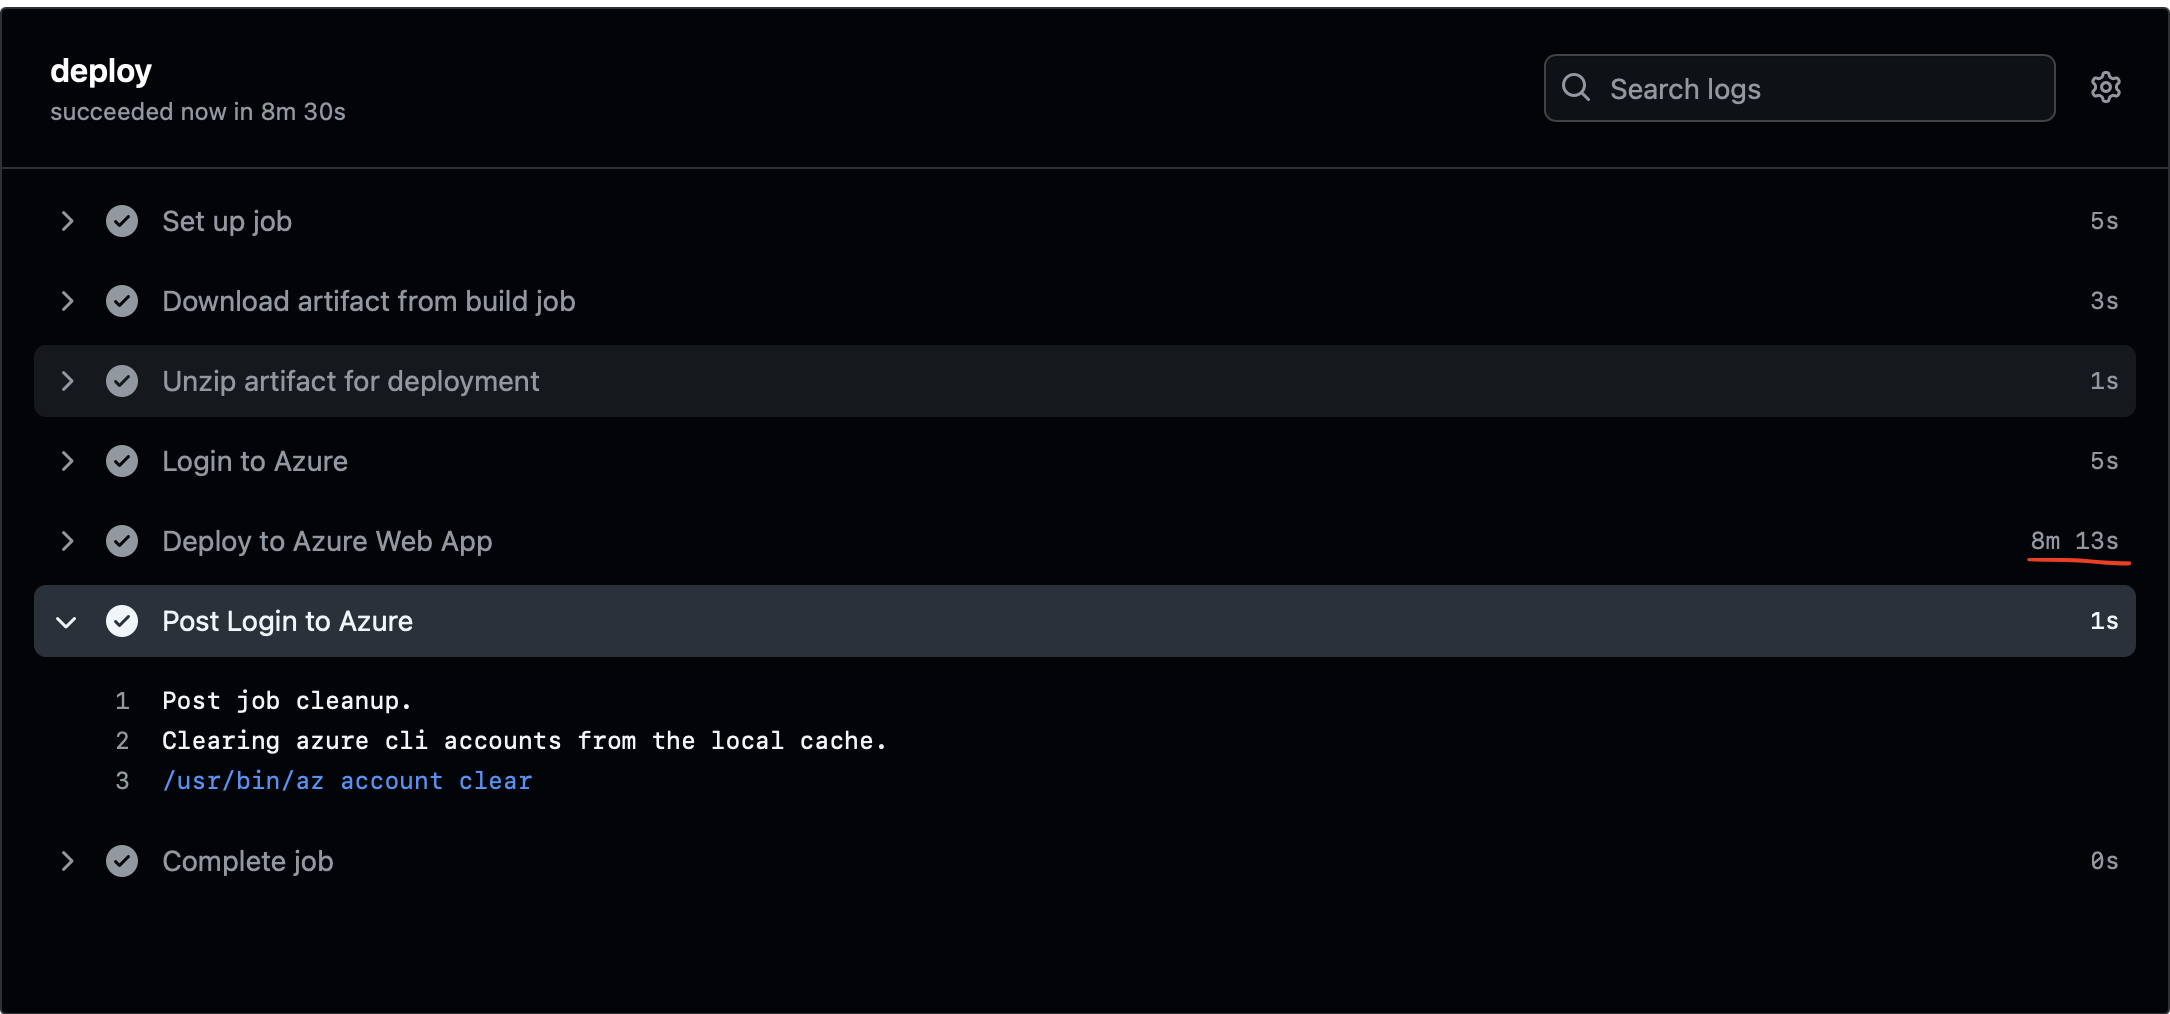 deploy
succeeded now in 8m 30s
Search logs
Set up job 5s
Download artifact from build job 3s
Unzip artifact for deployment 1s
Login to Azure 5s
Deploy to Azure Web App 8m 13s
Post Login to Azure 1s
1 Post job cleanup.
2 Clearing azure cli accounts from the local cache.
3 /usr/bin/az account clear
Complete job 0s